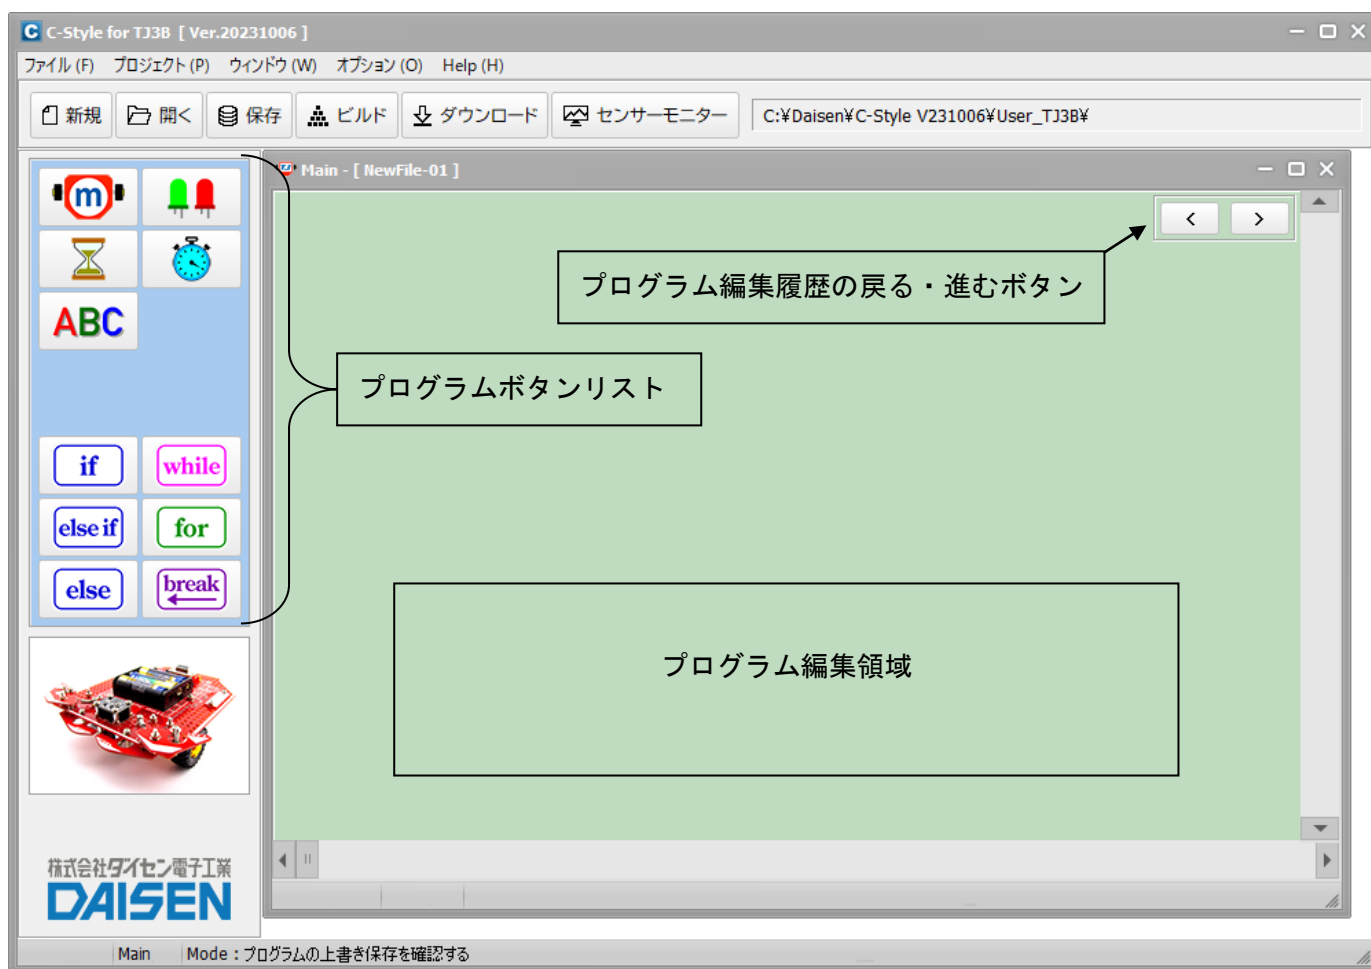 C-Style for TJ3B [ Ver.20231006 ]
ファイル (F) プロジェクト (P) ウィンドウ (W) オプション (O) Help (H)
新規 開く 保存 ビルド ダウンロード センサーモニター C:¥Daisen¥C-Style V231006¥User_TJ3B¥
Main - [ NewFile-01 ]
m
< >
プログラム編集履歴の戻る・進むボタン
ABC
プログラムボタンリスト
if while
else if for
else break
プログラム編集領域
株式会社ダイセン電子工業
DAISEN
Main Mode：プログラムの上書き保存を確認する